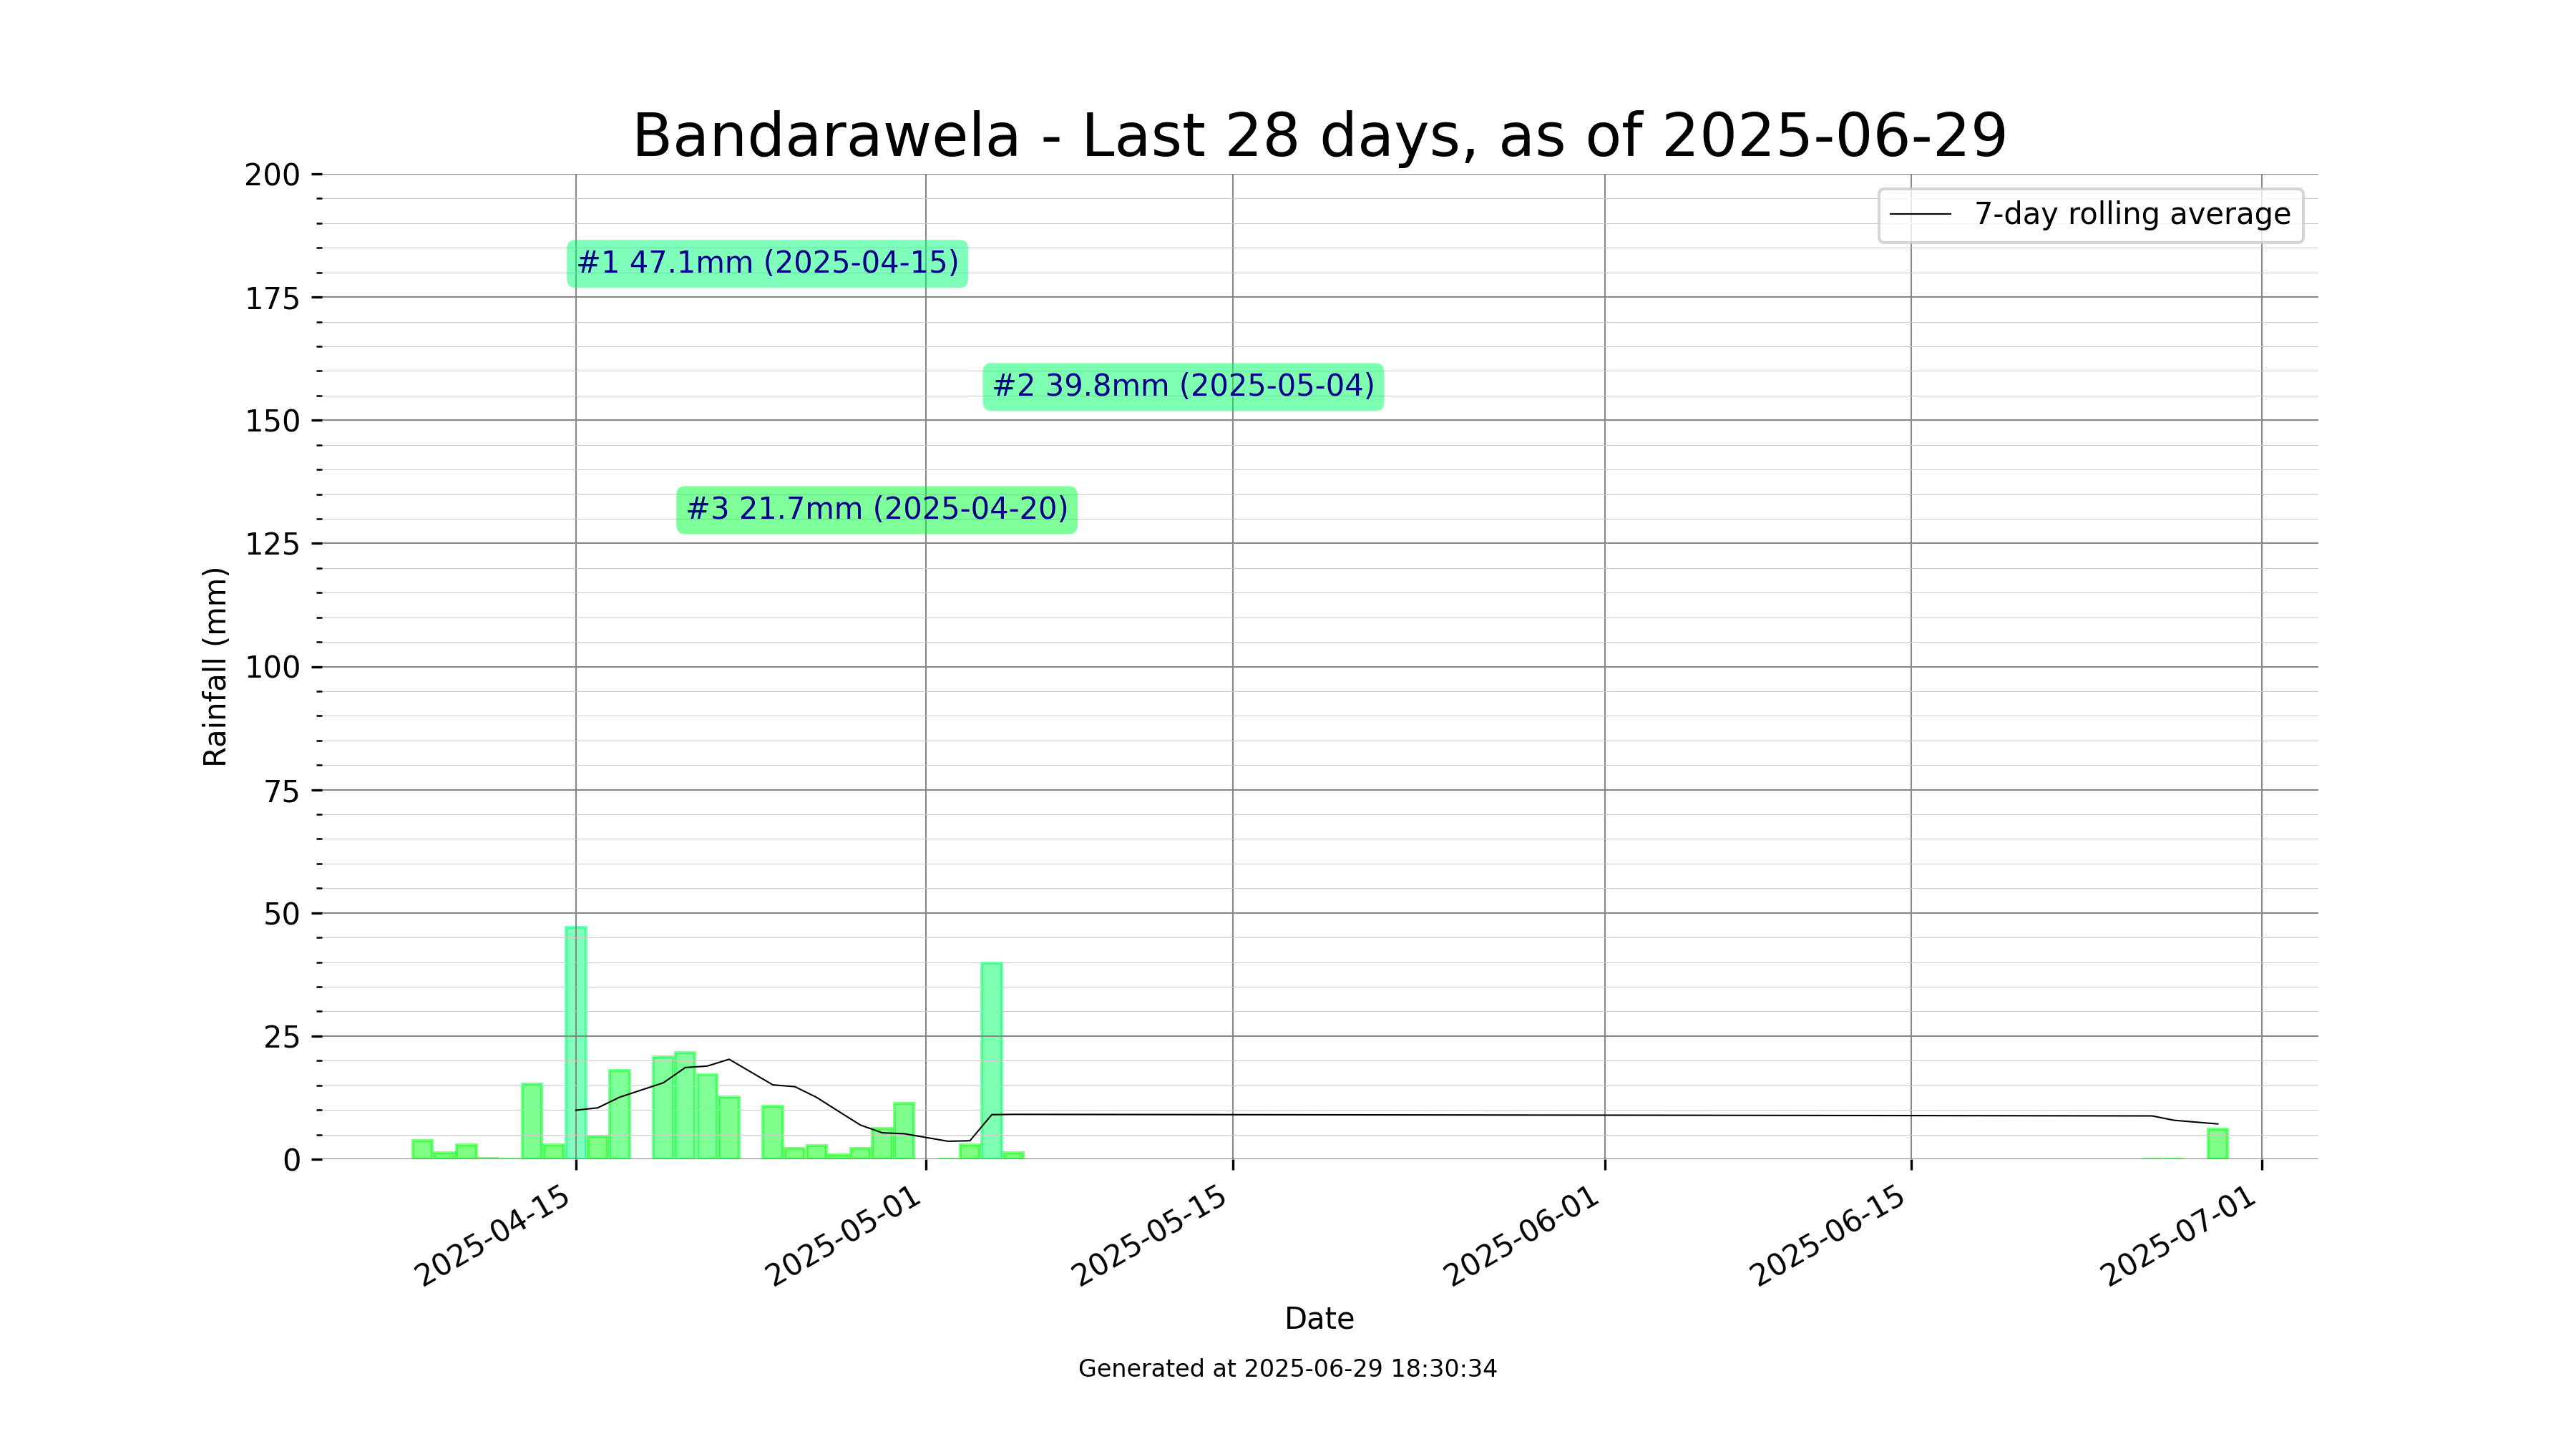 Bandarawela - Last 28 days, as of 2025-06-29
200
175
150
125
100
75
50
25
0
Rainfall (mm)
7-day rolling average
#1 47.1mm (2025-04-15)
#2 39.8mm (2025-05-04)
#3 21.7mm (2025-04-20)
2025-04-15
2025-05-01
2025-05-15
2025-06-01
2025-06-15
2025-07-01
Date
Generated at 2025-06-29 18:30:34